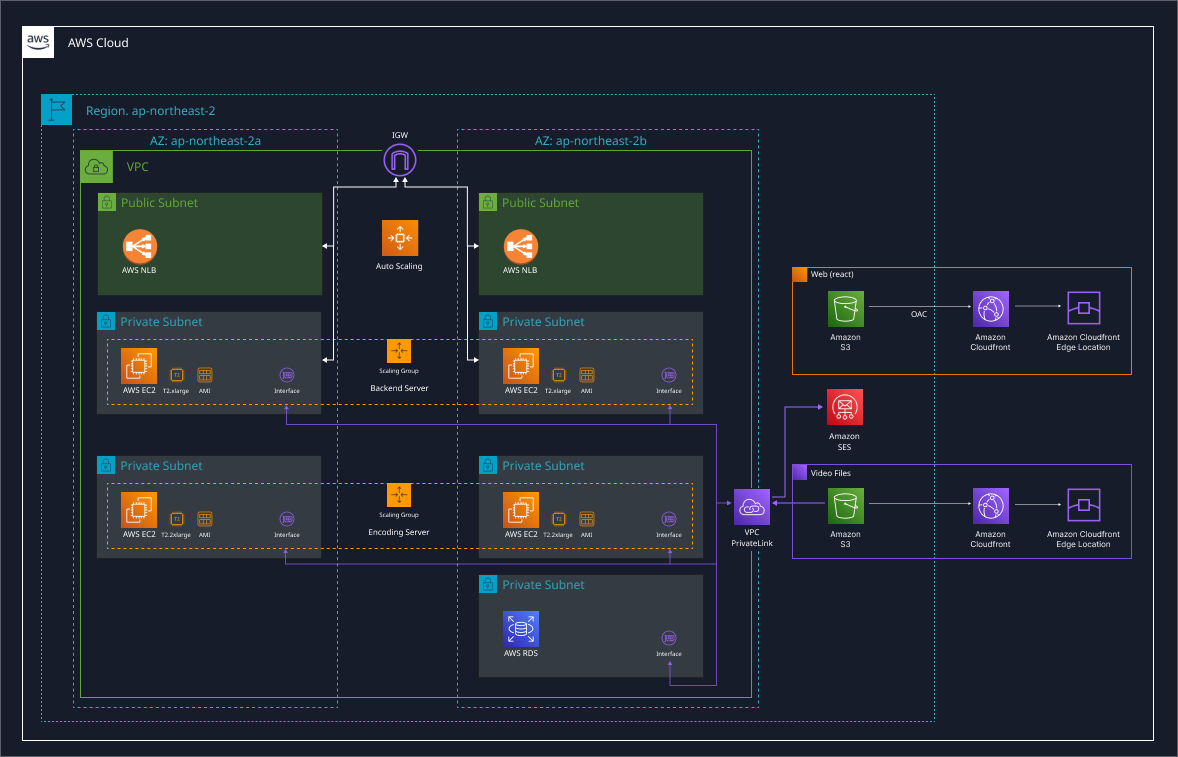 aws
AWS Cloud
Region. ap-northeast-2
AZ: ap-northeast-2a
IGW
AZ: ap-northeast-2b
VPC
Public Subnet
AWS NLB
Auto Scaling
Public Subnet
AWS NLB
Private Subnet
AWS EC2
T2
T2.xlarge
AMI
Interface
Scaling Group
Backend Server
Private Subnet
AWS EC2
T2
T2.xlarge
AMI
Interface
Private Subnet
AWS EC2
T2
T2.2xlarge
AMI
Interface
Scaling Group
Encoding Server
Private Subnet
AWS EC2
T2
T2.2xlarge
AMI
Interface
Private Subnet
AWS RDS
Interface
VPC
PrivateLink
Web (react)
Amazon
S3
OAC
Amazon
Cloudfront
Amazon Cloudfront
Edge Location
Amazon
SES
Video Files
Amazon
S3
Amazon
Cloudfront
Amazon Cloudfront
Edge Location